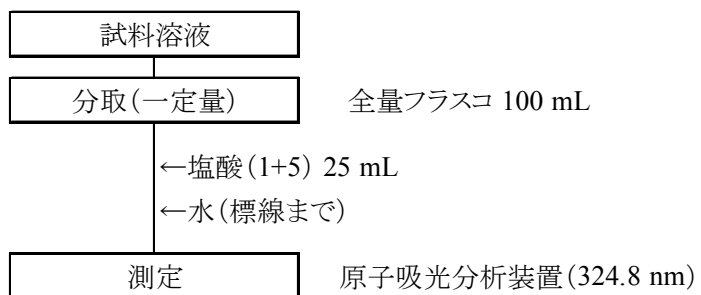 試料溶液
分取(一定量) 全量フラスコ 100 mL
←塩酸(1+5) 25 mL
←水(標線まで)
測定 原子吸光分析装置(324.8 nm)